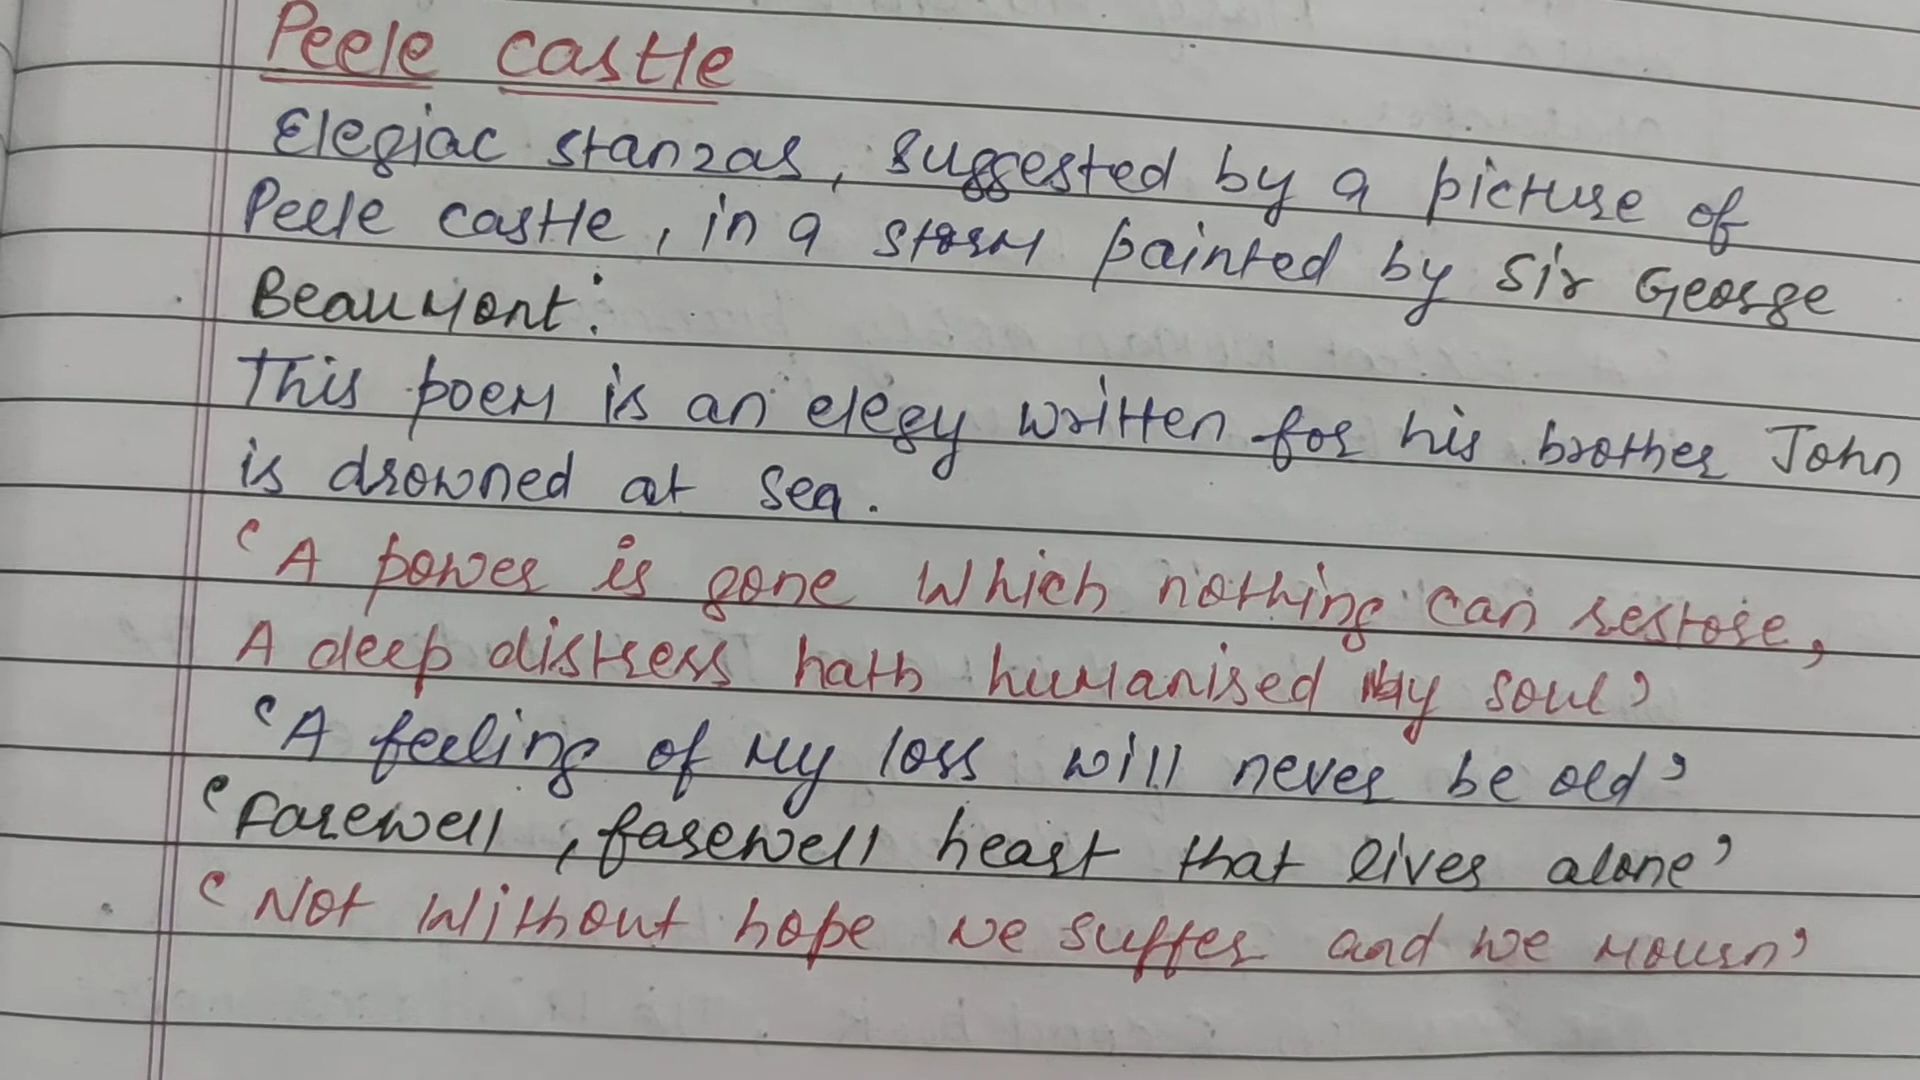 Peele castle
Elegiac stanzas, suggested by a picture of
Peele castle, in a storm painted by Sir George
Beaumont:
This poem is an elegy written for his brother John
is drowned at sea.
'A power is gone which nothing can restore,
A deep distress hath humanised my soul'
'A feeling of my loss will never be old'
'Farewell, farewell heart that lives alone'
'Not without hope we suffer and we mourn'